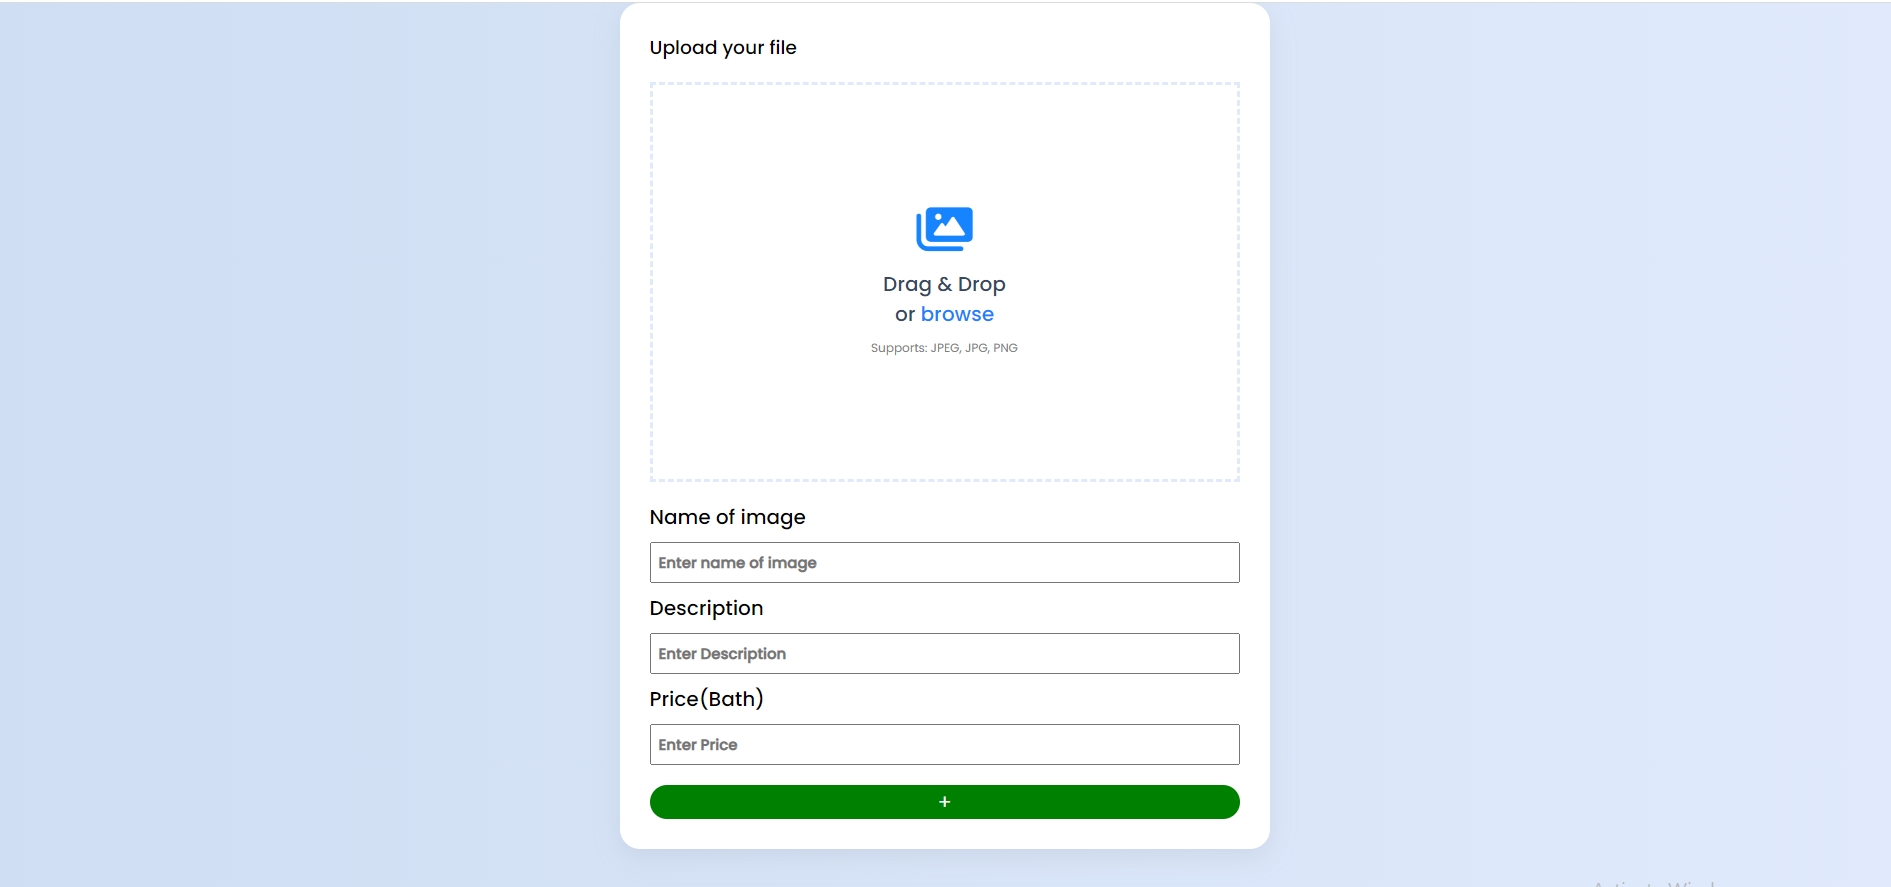 Upload your file
Drag & Drop
or browse
Supports: JPEG, JPG, PNG
Name of image
Enter name of image
Description
Enter Description
Price(Bath)
Enter Price
+